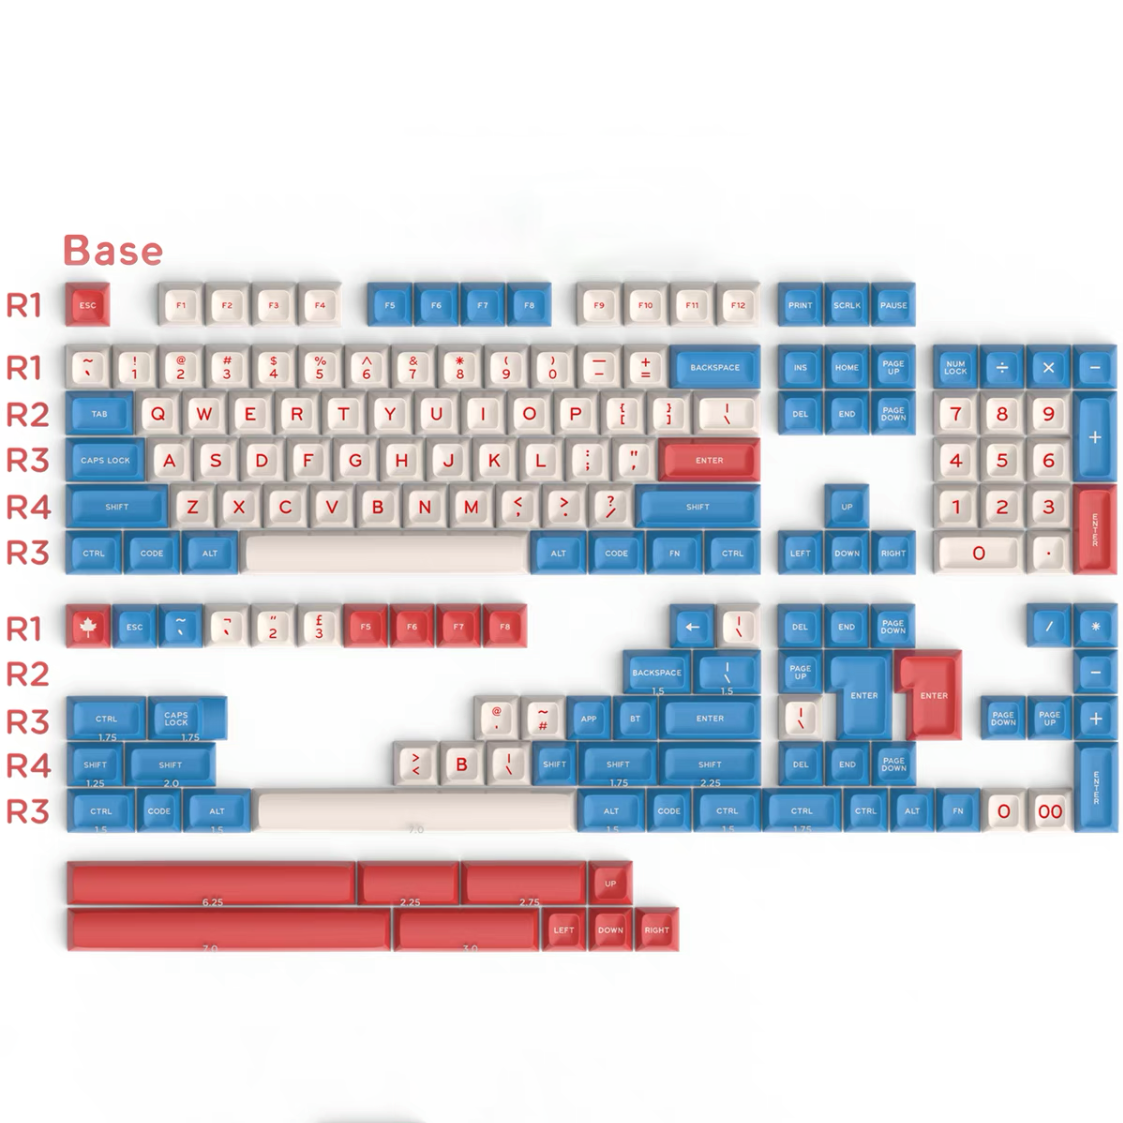 Base
R1 ESC F1 F2 F3 F4 F5 F6 F7 F8 F9 F10 F11 F12 PRINT SCRLK PAUSE
R1 ~ ` ! 1 @ 2 # 3 $ 4 % 5 ^ 6 & 7 * 8 ( 9 ) 0 — – + = BACKSPACE INS HOME PAGE UP NUM LOCK ÷ × −
R2 TAB Q W E R T Y U I O P { [ } ] | \ DEL END PAGE DOWN 7 8 9 +
R3 CAPS LOCK A S D F G H J K L : ; " ' ENTER 4 5 6
R4 SHIFT Z X C V B N M < , > . ? / SHIFT UP 1 2 3 ENTER
R3 CTRL CODE ALT ALT CODE FN CTRL LEFT DOWN RIGHT 0 .
R1 ESC ~ ` ¬ ` " 2 £ 3 F5 F6 F7 F8 ← | \ DEL END PAGE DOWN / *
R2 BACKSPACE 1.5 | \ 1.5 PAGE UP ENTER ENTER −
R3 CTRL 1.75 CAPS LOCK 1.75 @ ' ~ # APP BT ENTER | \ PAGE DOWN PAGE UP +
R4 SHIFT 1.25 SHIFT 2.0 > < B | \ SHIFT SHIFT 1.75 SHIFT 2.25 DEL END PAGE DOWN ENTER
R3 CTRL 1.5 CODE ALT 1.5 7.0 ALT 1.5 CODE CTRL 1.5 CTRL 1.75 CTRL ALT FN 0 00
6.25 2.25 2.75 UP
7.0 3.0 LEFT DOWN RIGHT